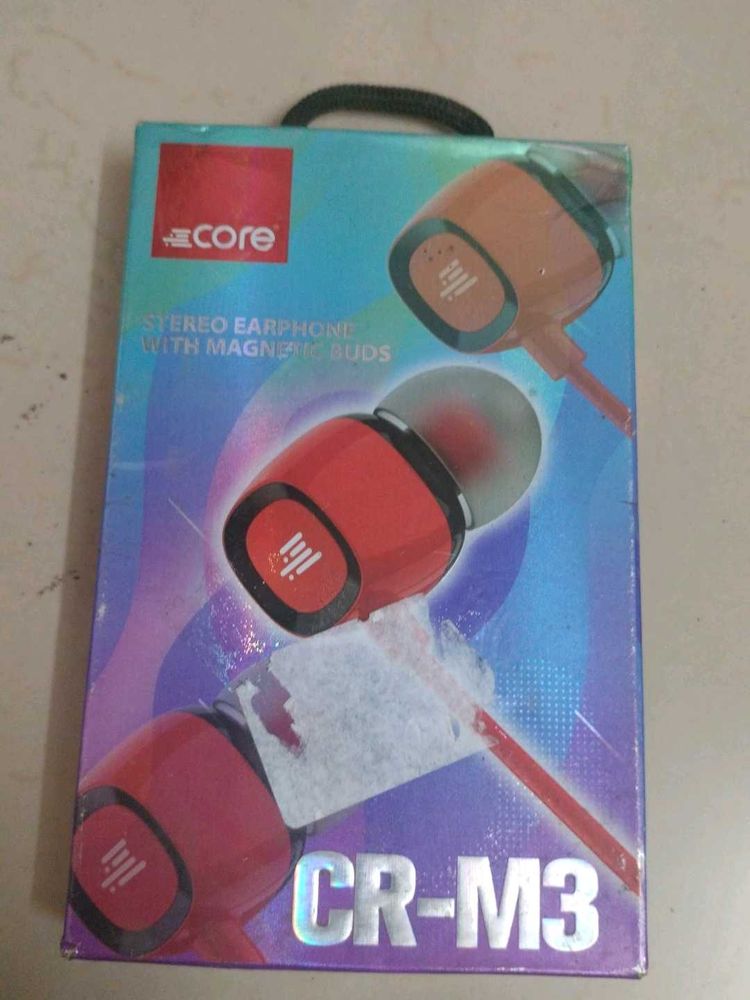 core
STEREO EARPHONE
WITH MAGNETIC BUDS
CR-M3